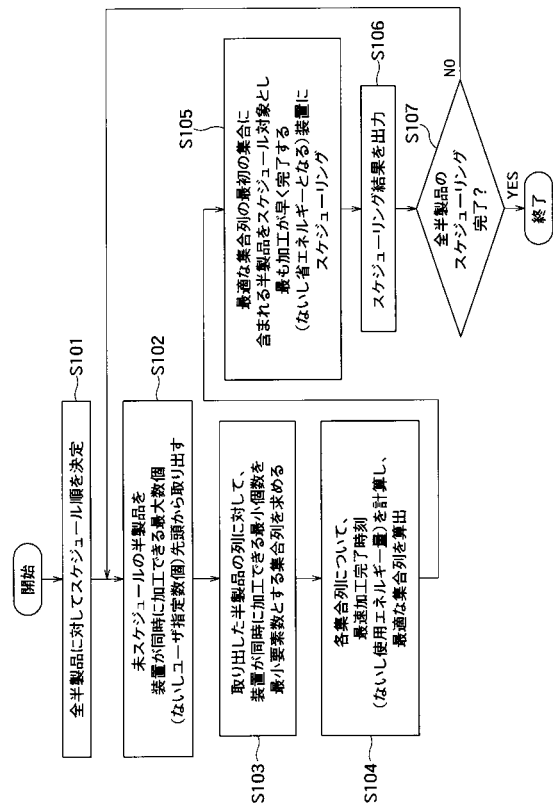 開始
S101
全半製品に対してスケジュール順を決定
S102
未スケジュールの半製品を
装置が同時に加工できる最大数個
(ないしユーザ指定数個)先頭から取り出す
S103
取り出した半製品の列に対して、
装置が同時に加工できる最小個数を
最小要素数とする集合列を求める
S104
各集合列について、
最速加工完了時刻
(ないし使用エネルギー量)を計算し、
最適な集合列を算出
S105
最適な集合列の最初の集合に
含まれる半製品をスケジュール対象とし
最も加工が早く完了する
(ないし省エネルギーとなる)装置に
スケジューリング
S106
スケジューリング結果を出力
S107
全半製品の
スケジューリング
完了?
NO
YES
終了